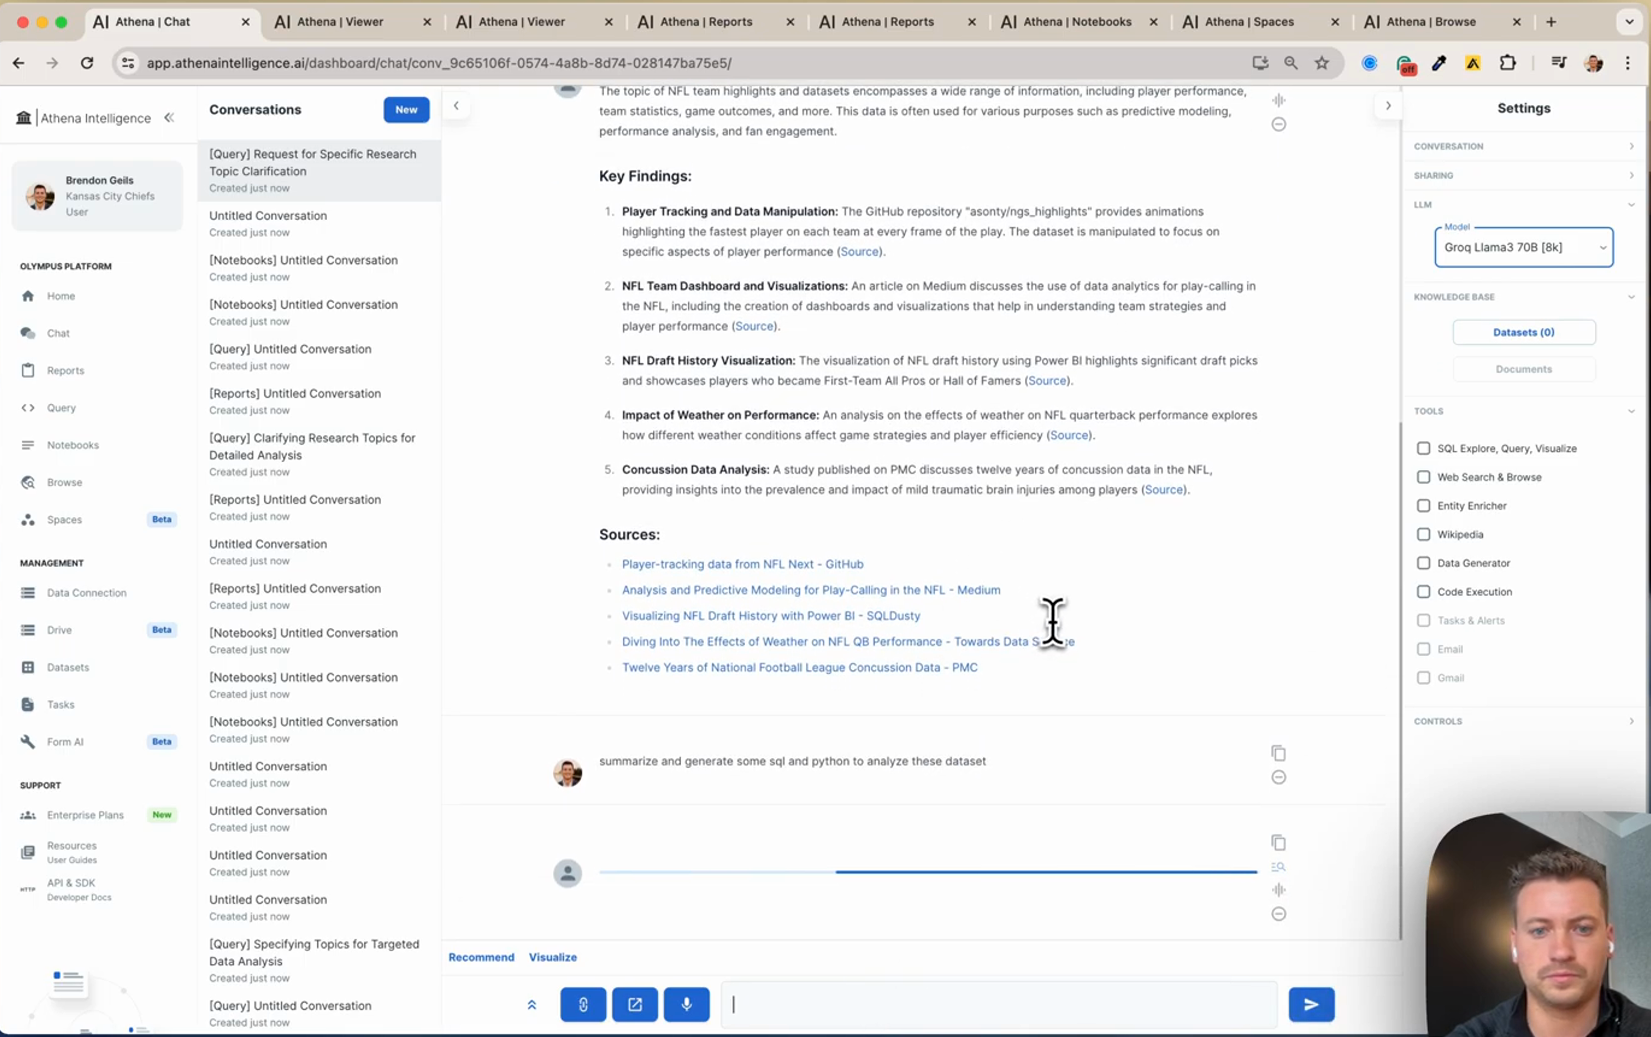 Athena | Chat
Athena | Viewer
Athena | Viewer
Athena | Reports
Athena | Reports
Athena | Notebooks
Athena | Spaces
Athena | Browse
app.athenaintelligence.ai/dashboard/chat/conv_9c65106f-0574-4a8b-8d74-028147ba75e5/
off
Athena Intelligence
Brendon Geils
Kansas City Chiefs
User
OLYMPUS PLATFORM
Home
Chat
Reports
Query
Notebooks
Browse
Spaces Beta
MANAGEMENT
Data Connection
Drive Beta
Datasets
Tasks
Form AI Beta
SUPPORT
Enterprise Plans New
Resources
User Guides
HTTP
API & SDK
Developer Docs
Conversations New
[Query] Request for Specific Research
Topic Clarification
Created just now
Untitled Conversation
Created just now
[Notebooks] Untitled Conversation
Created just now
[Notebooks] Untitled Conversation
Created just now
[Query] Untitled Conversation
Created just now
[Reports] Untitled Conversation
Created just now
[Query] Clarifying Research Topics for
Detailed Analysis
Created just now
[Reports] Untitled Conversation
Created just now
Untitled Conversation
Created just now
[Reports] Untitled Conversation
Created just now
[Notebooks] Untitled Conversation
Created just now
[Notebooks] Untitled Conversation
Created just now
[Notebooks] Untitled Conversation
Created just now
Untitled Conversation
Created just now
Untitled Conversation
Created just now
Untitled Conversation
Created just now
Untitled Conversation
Created just now
[Query] Specifying Topics for Targeted
Data Analysis
Created just now
[Query] Untitled Conversation
Created just now
The topic of NFL team highlights and datasets encompasses a wide range of information, including player performance,
team statistics, game outcomes, and more. This data is often used for various purposes such as predictive modeling,
performance analysis, and fan engagement.
Key Findings:
1. Player Tracking and Data Manipulation: The GitHub repository "asonty/ngs_highlights" provides animations
highlighting the fastest player on each team at every frame of the play. The dataset is manipulated to focus on
specific aspects of player performance (Source).
2. NFL Team Dashboard and Visualizations: An article on Medium discusses the use of data analytics for play-calling in
the NFL, including the creation of dashboards and visualizations that help in understanding team strategies and
player performance (Source).
3. NFL Draft History Visualization: The visualization of NFL draft history using Power BI highlights significant draft picks
and showcases players who became First-Team All Pros or Hall of Famers (Source).
4. Impact of Weather on Performance: An analysis on the effects of weather on NFL quarterback performance explores
how different weather conditions affect game strategies and player efficiency (Source).
5. Concussion Data Analysis: A study published on PMC discusses twelve years of concussion data in the NFL,
providing insights into the prevalence and impact of mild traumatic brain injuries among players (Source).
Sources:
Player-tracking data from NFL Next - GitHub
Analysis and Predictive Modeling for Play-Calling in the NFL - Medium
Visualizing NFL Draft History with Power BI - SQLDusty
Diving Into The Effects of Weather on NFL QB Performance - Towards Data Science
Twelve Years of National Football League Concussion Data - PMC
summarize and generate some sql and python to analyze these dataset
Recommend Visualize
Settings
CONVERSATION
SHARING
LLM
Model
Groq Llama3 70B [8k]
KNOWLEDGE BASE
Datasets (0)
Documents
TOOLS
SQL Explore, Query, Visualize
Web Search & Browse
Entity Enricher
Wikipedia
Data Generator
Code Execution
Tasks & Alerts
Email
Gmail
CONTROLS